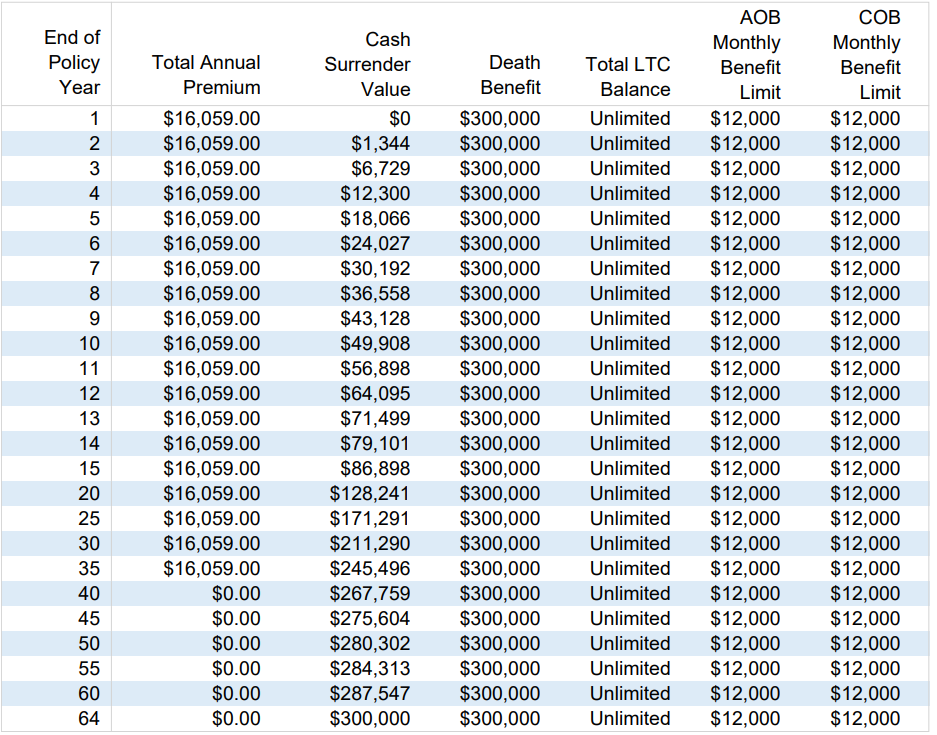 End of Policy Year Total Annual Premium Cash Surrender Value Death Benefit Total LTC Balance AOB Monthly Benefit Limit COB Monthly Benefit Limit
1 $16,059.00 $0 $300,000 Unlimited $12,000 $12,000
2 $16,059.00 $1,344 $300,000 Unlimited $12,000 $12,000
3 $16,059.00 $6,729 $300,000 Unlimited $12,000 $12,000
4 $16,059.00 $12,300 $300,000 Unlimited $12,000 $12,000
5 $16,059.00 $18,066 $300,000 Unlimited $12,000 $12,000
6 $16,059.00 $24,027 $300,000 Unlimited $12,000 $12,000
7 $16,059.00 $30,192 $300,000 Unlimited $12,000 $12,000
8 $16,059.00 $36,558 $300,000 Unlimited $12,000 $12,000
9 $16,059.00 $43,128 $300,000 Unlimited $12,000 $12,000
10 $16,059.00 $49,908 $300,000 Unlimited $12,000 $12,000
11 $16,059.00 $56,898 $300,000 Unlimited $12,000 $12,000
12 $16,059.00 $64,095 $300,000 Unlimited $12,000 $12,000
13 $16,059.00 $71,499 $300,000 Unlimited $12,000 $12,000
14 $16,059.00 $79,101 $300,000 Unlimited $12,000 $12,000
15 $16,059.00 $86,898 $300,000 Unlimited $12,000 $12,000
20 $16,059.00 $128,241 $300,000 Unlimited $12,000 $12,000
25 $16,059.00 $171,291 $300,000 Unlimited $12,000 $12,000
30 $16,059.00 $211,290 $300,000 Unlimited $12,000 $12,000
35 $16,059.00 $245,496 $300,000 Unlimited $12,000 $12,000
40 $0.00 $267,759 $300,000 Unlimited $12,000 $12,000
45 $0.00 $275,604 $300,000 Unlimited $12,000 $12,000
50 $0.00 $280,302 $300,000 Unlimited $12,000 $12,000
55 $0.00 $284,313 $300,000 Unlimited $12,000 $12,000
60 $0.00 $287,547 $300,000 Unlimited $12,000 $12,000
64 $0.00 $300,000 $300,000 Unlimited $12,000 $12,000